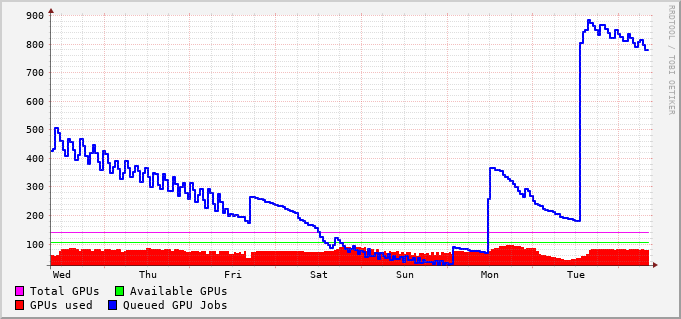 900
800
700
600
500
400
300
200
100
Wed Thu Fri Sat Sun Mon Tue
Total GPUs Available GPUs
GPUs used Queued GPU Jobs
RRDTOOL / TOBI OETIKER